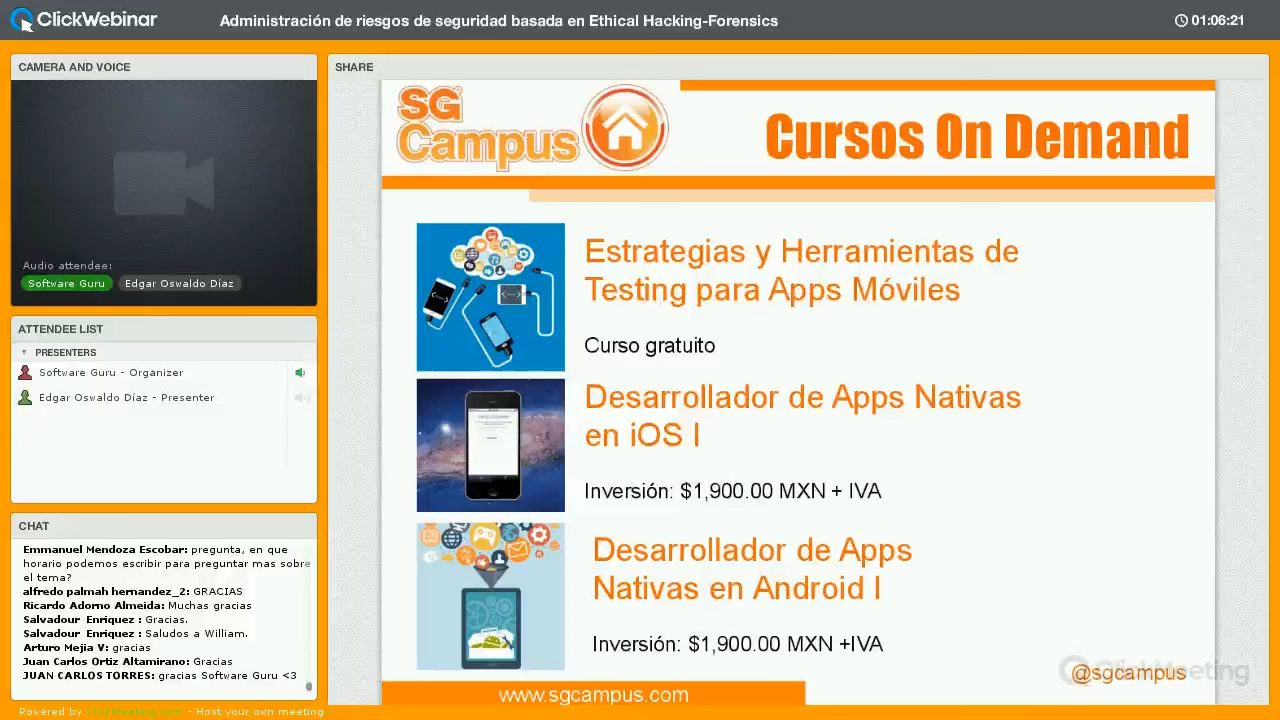 ClickWebinar
Administración de riesgos de seguridad basada en Ethical Hacking-Forensics
01:06:21
CAMERA AND VOICE
Audio attendee:
Software Guru
Edgar Oswaldo Díaz
ATTENDEE LIST
PRESENTERS
Software Guru - Organizer
Edgar Oswaldo Díaz - Presenter
CHAT
Emmanuel Mendoza Escobar: pregunta, en que
horario podemos escribir para preguntar mas sobre
el tema?
alfredo palmah hernandez_2: GRACIAS
Ricardo Adorno Almeida: Muchas gracias
Salvadour Enriquez : Gracias.
Salvadour Enriquez : Saludos a William.
Arturo Mejia V: gracias
Juan Carlos Ortiz Altamirano: Gracias
JUAN CARLOS TORRES: gracias Software Guru <3
Powered by ClickMeeting.com - Host your own meeting
SHARE
SG
Campus
Cursos On Demand
Estrategias y Herramientas de
Testing para Apps Móviles
Curso gratuito
Desarrollador de Apps Nativas
en iOS I
Inversión: $1,900.00 MXN + IVA
Desarrollador de Apps
Nativas en Android I
Inversión: $1,900.00 MXN +IVA
www.sgcampus.com
@sgcampus
ClickMeeting